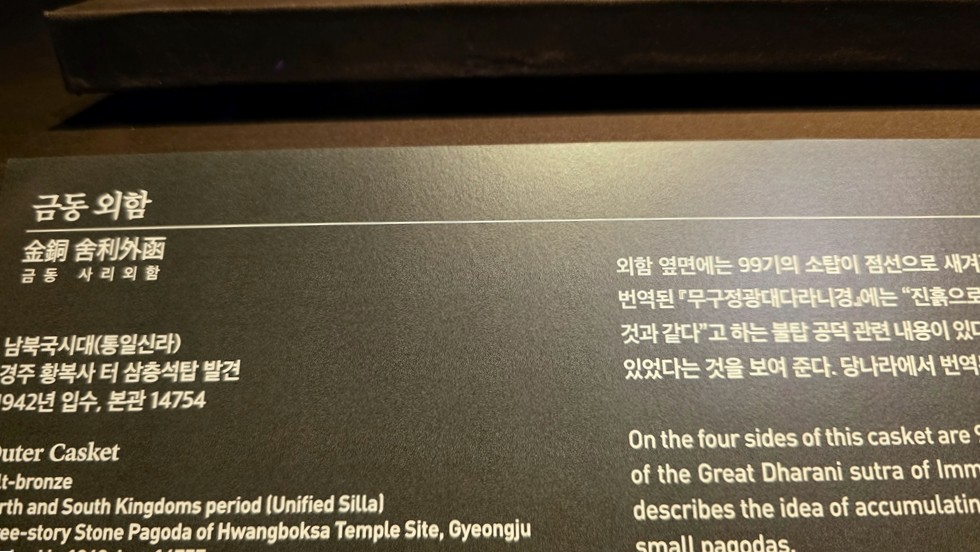 금동 외함
金銅 舍利外函
금동 사리외함
남북국시대(통일신라)
경주 황복사 터 삼층석탑 발견
1942년 입수, 본관 14754
Outer Casket
lt-bronze
rth and South Kingdoms period (Unified Silla)
ree-story Stone Pagoda of Hwangboksa Temple Site, Gyeongju
외함 옆면에는 99기의 소탑이 점선으로 새겨
번역된 『무구정광대다라니경』에는 “진흙으로
것과 같다”고 하는 불탑 공덕 관련 내용이 있다
있었다는 것을 보여 준다. 당나라에서 번역
On the four sides of this casket are
of the Great Dharani sutra of Imm
describes the idea of accumulatin
small pagodas.